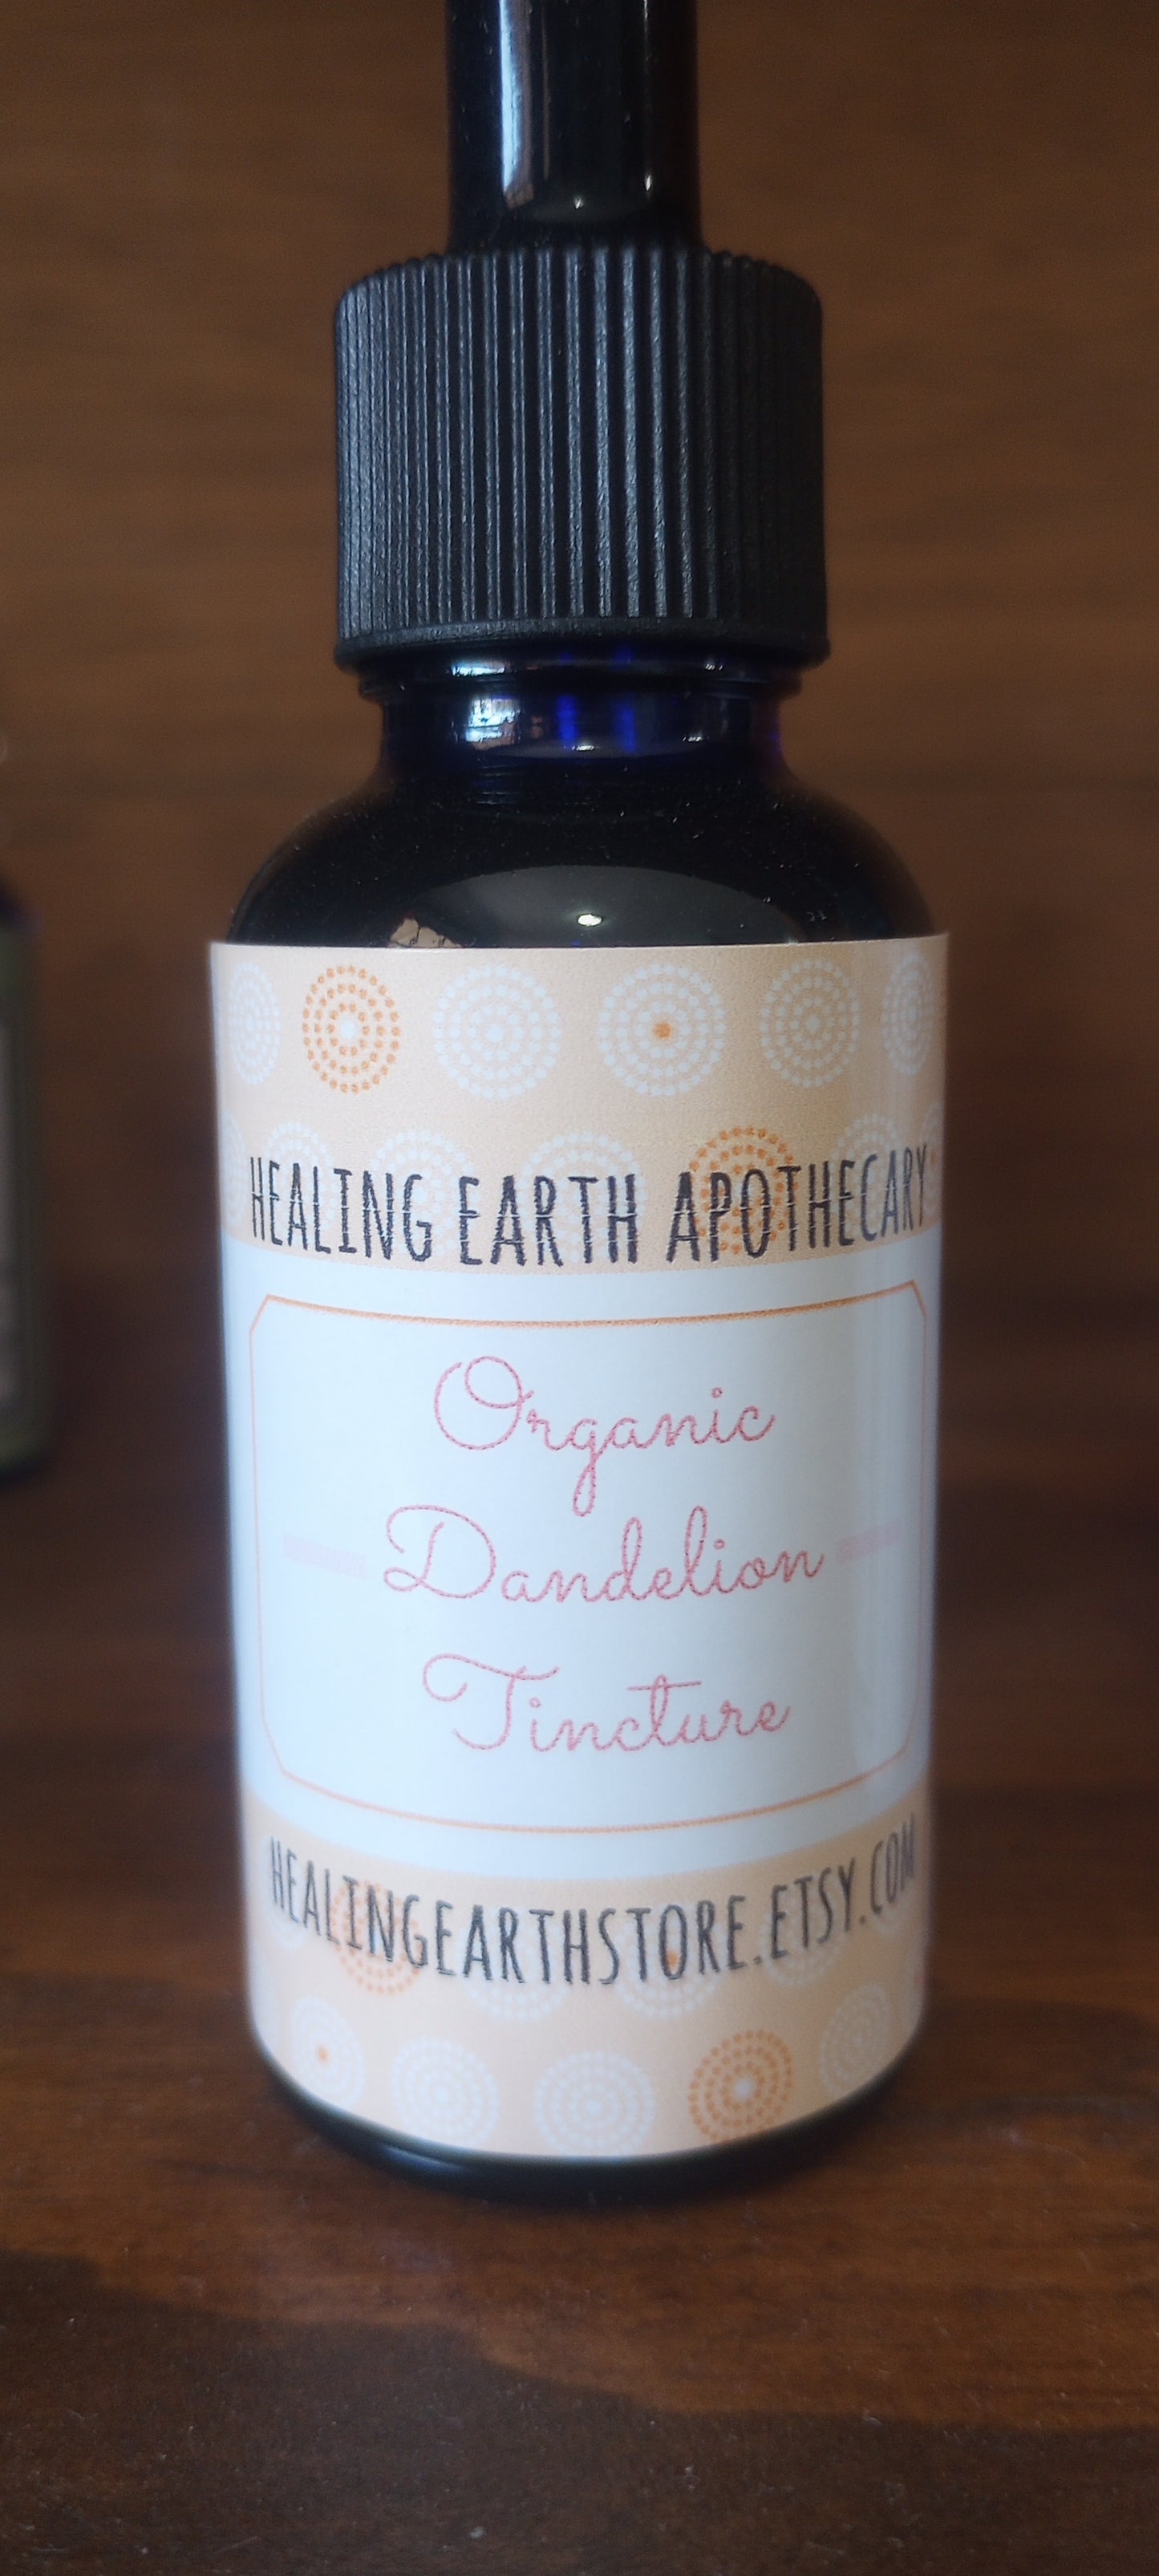 HEALING EARTH APOTHECARY
Organic
Dandelion
Tincture
HEALINGEARTHSTORE.ETSY.COM